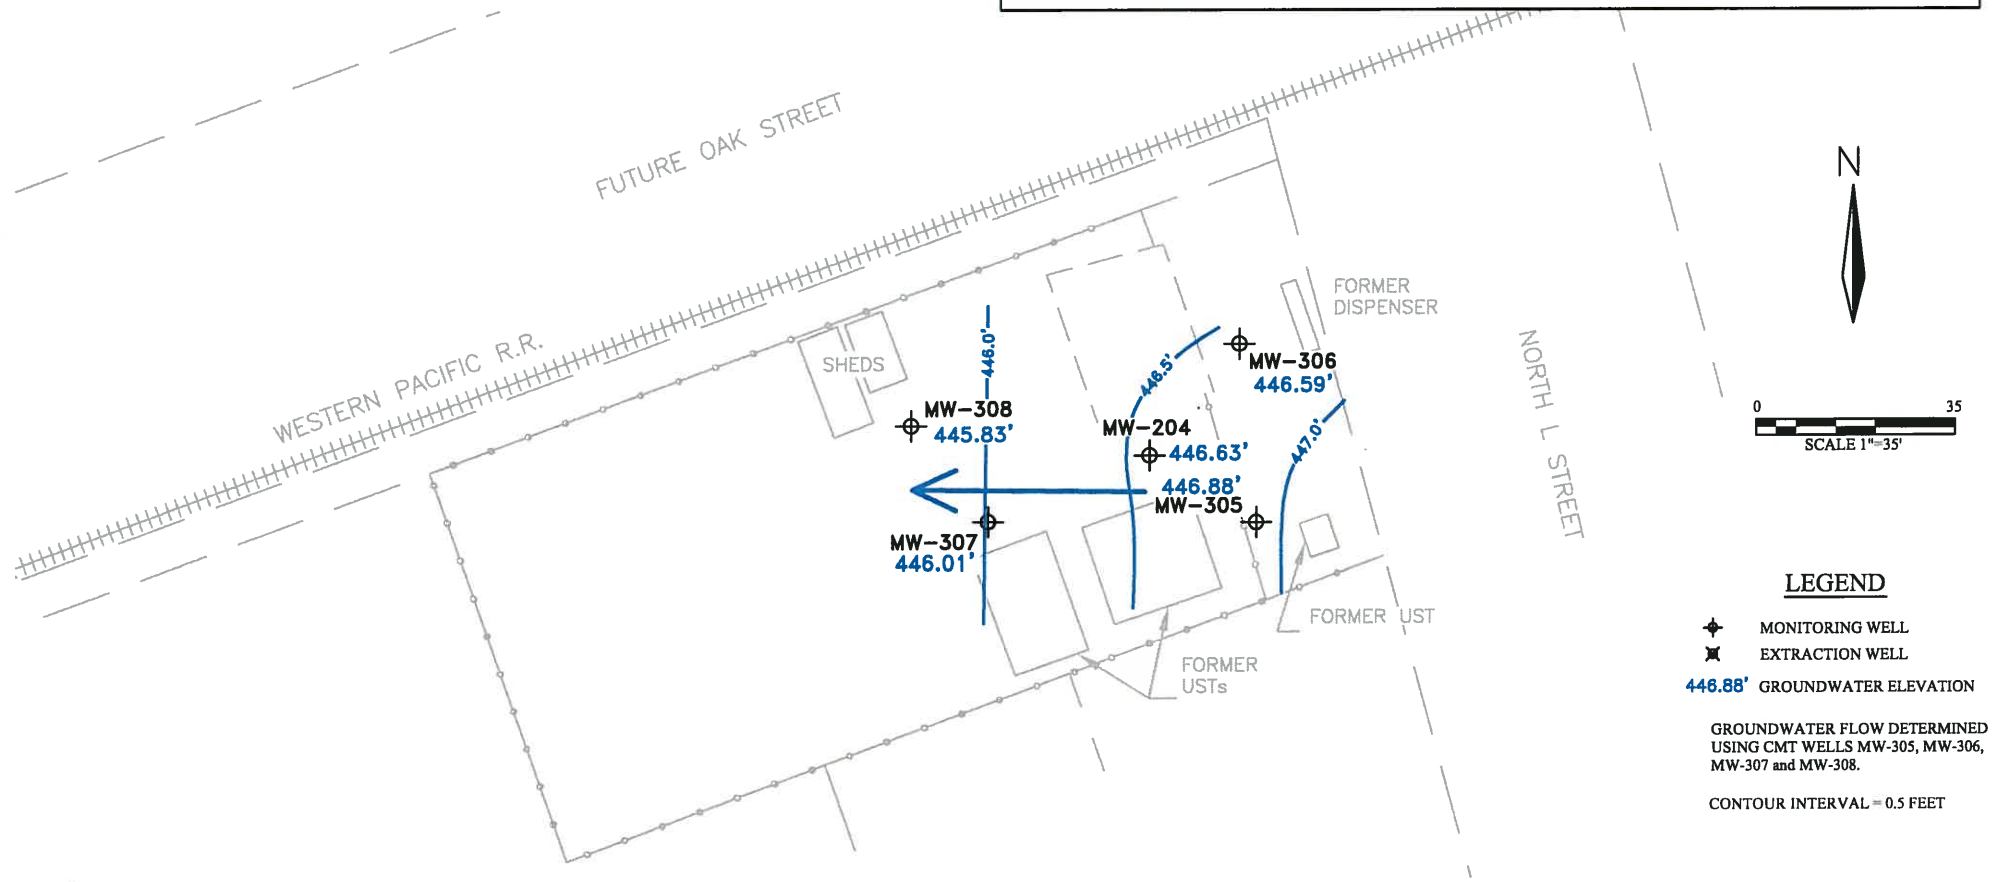 FUTURE OAK STREET
WESTERN PACIFIC R.R.
SHEDS
446.0'
446.5'
447.0'
FORMER
DISPENSER
MW-306
446.59'
MW-308
445.83'
MW-204
446.63'
446.88'
MW-305
MW-307
446.01'
FORMER UST
FORMER
USTs
NORTH L STREET
N
0 35
SCALE 1"=35'
LEGEND
MONITORING WELL
EXTRACTION WELL
446.88' GROUNDWATER ELEVATION
GROUNDWATER FLOW DETERMINED
USING CMT WELLS MW-305, MW-306,
MW-307 and MW-308.
CONTOUR INTERVAL = 0.5 FEET